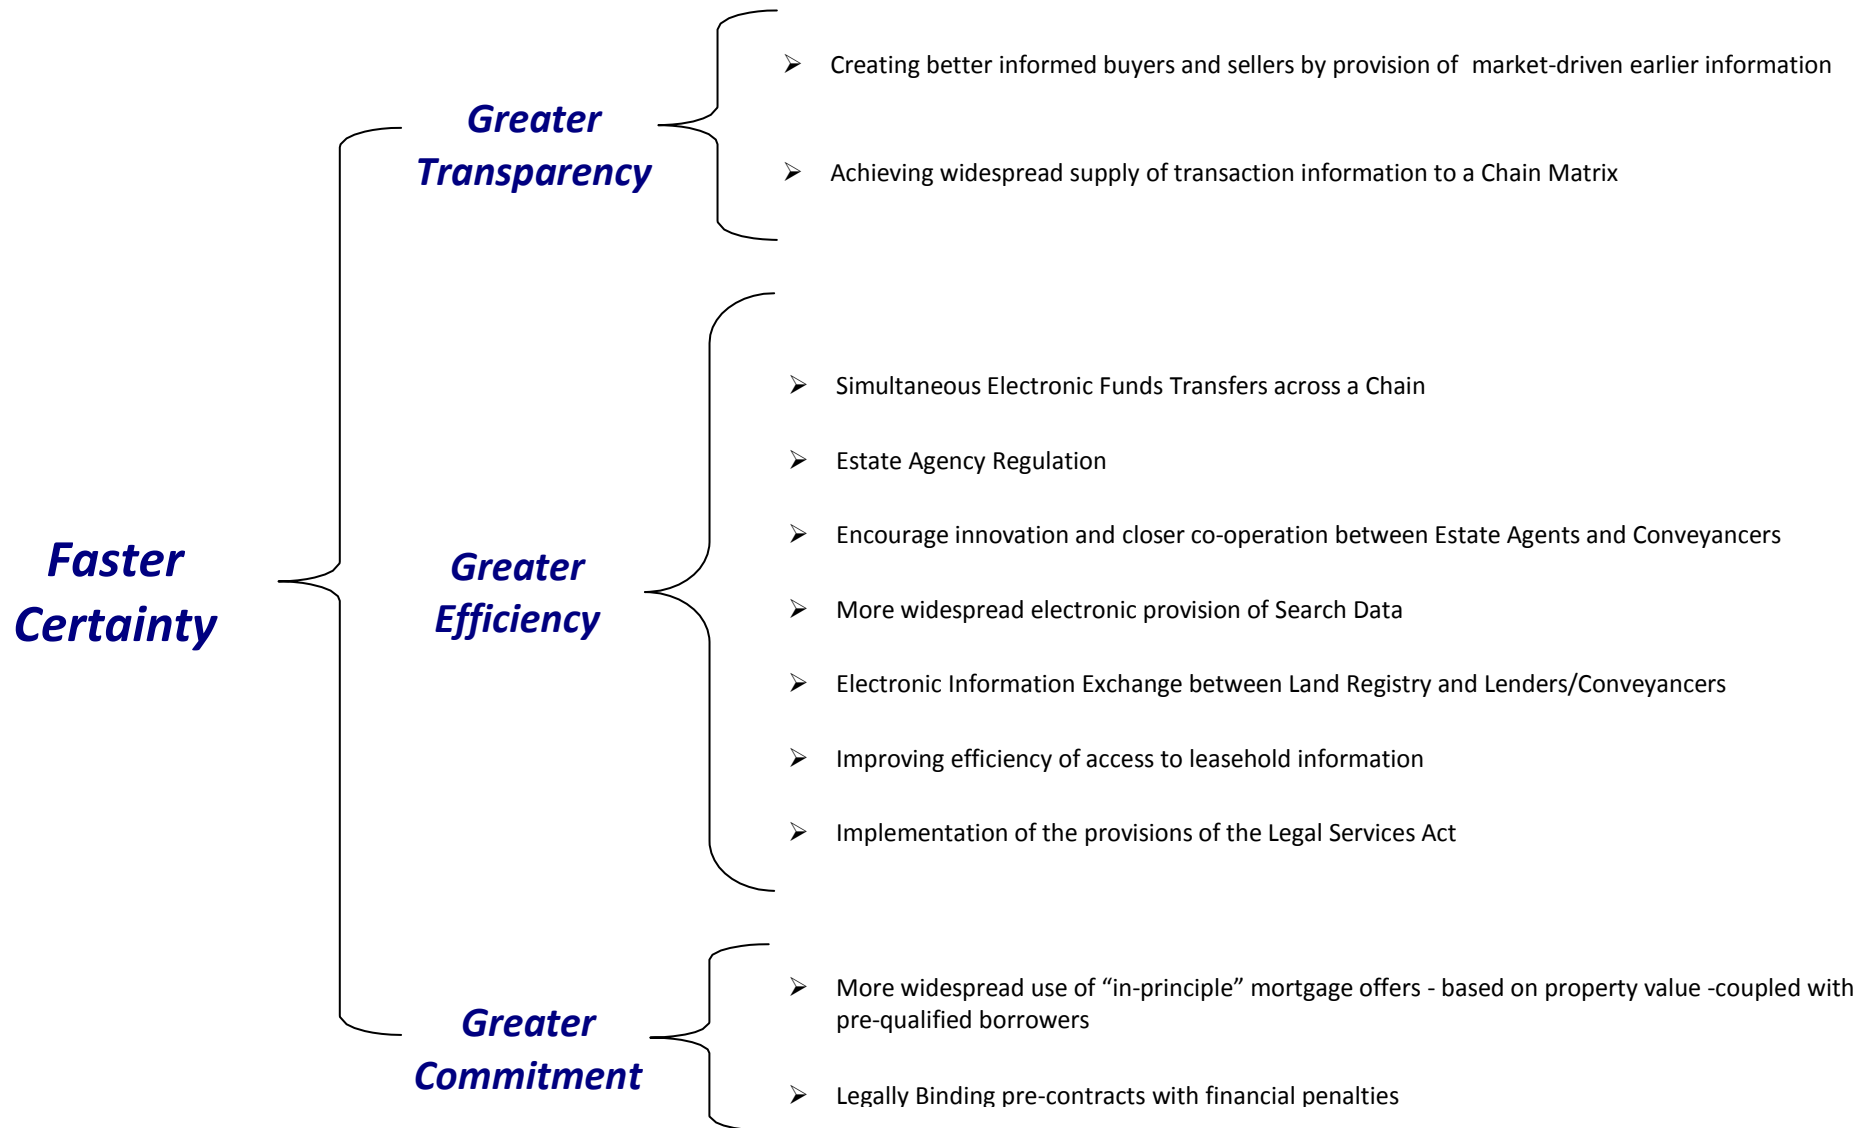 Faster
Certainty
Greater
Transparency
➢ Creating better informed buyers and sellers by provision of  market-driven earlier information
➢ Achieving widespread supply of transaction information to a Chain Matrix
Greater
Efficiency
➢ Simultaneous Electronic Funds Transfers across a Chain
➢ Estate Agency Regulation
➢ Encourage innovation and closer co-operation between Estate Agents and Conveyancers
➢ More widespread electronic provision of Search Data
➢ Electronic Information Exchange between Land Registry and Lenders/Conveyancers
➢ Improving efficiency of access to leasehold information
➢ Implementation of the provisions of the Legal Services Act
Greater
Commitment
➢ More widespread use of “in-principle” mortgage offers - based on property value -coupled with
pre-qualified borrowers
➢ Legally Binding pre-contracts with financial penalties